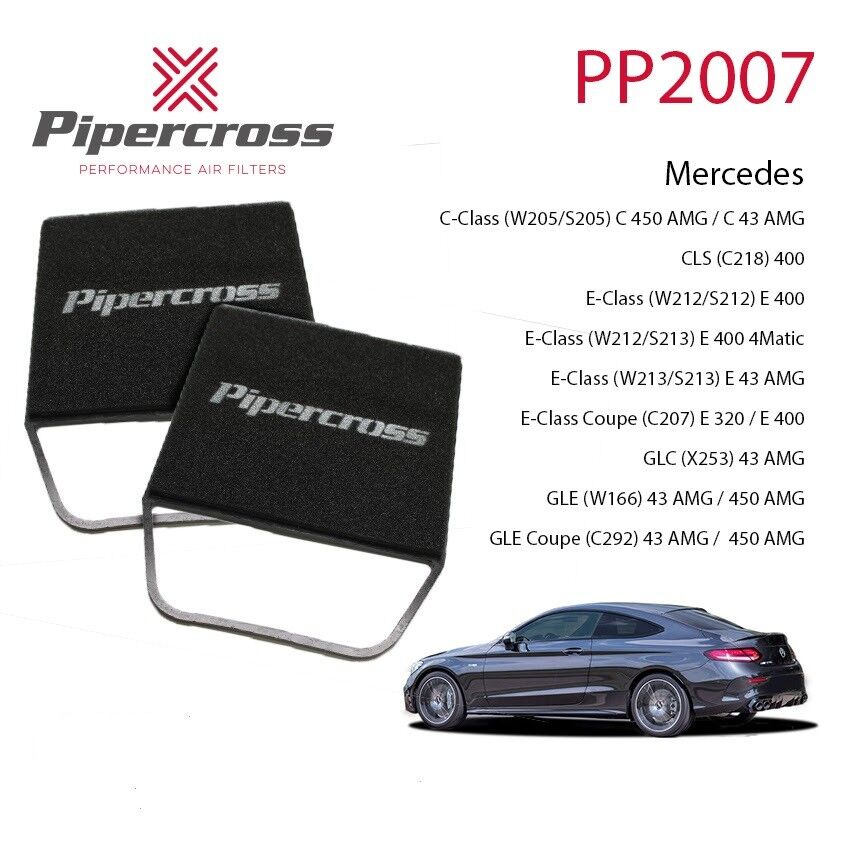 Pipercross
PERFORMANCE AIR FILTERS
PP2007
Mercedes
C-Class (W205/S205) C 450 AMG / C 43 AMG
CLS (C218) 400
E-Class (W212/S212) E 400
E-Class (W212/S213) E 400 4Matic
E-Class (W213/S213) E 43 AMG
E-Class Coupe (C207) E 320 / E 400
GLC (X253) 43 AMG
GLE (W166) 43 AMG / 450 AMG
GLE Coupe (C292) 43 AMG /  450 AMG
Pipercross
Pipercross